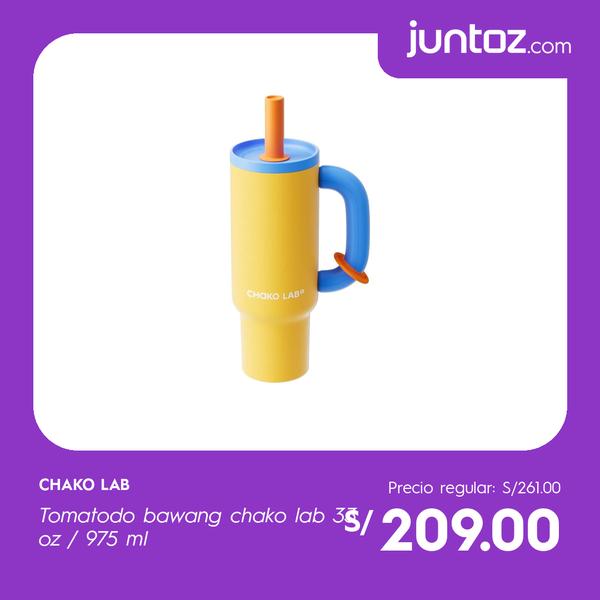 juntoz.com
CHAKO LAB®
CHAKO LAB
Precio regular: S/261.00
Tomatodo bawang chako lab 33
oz / 975 ml
S/ 209.00